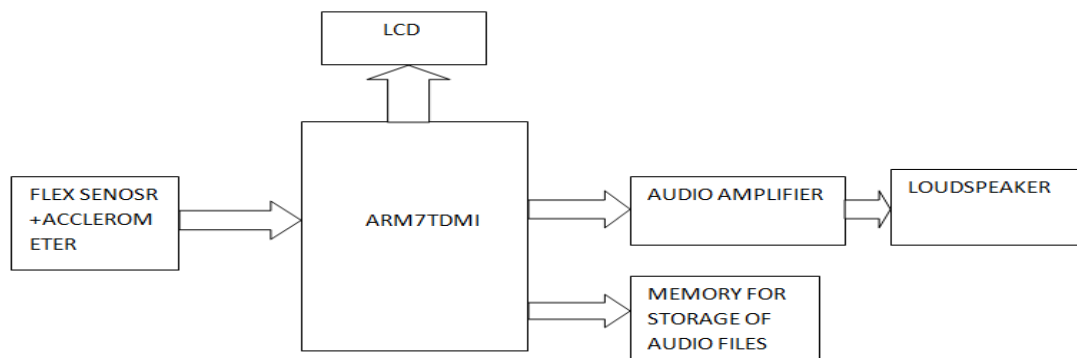 LCD
FLEX SENOSR
+ACCLEROM
ETER
ARM7TDMI
AUDIO AMPLIFIER
LOUDSPEAKER
MEMORY FOR
STORAGE OF
AUDIO FILES